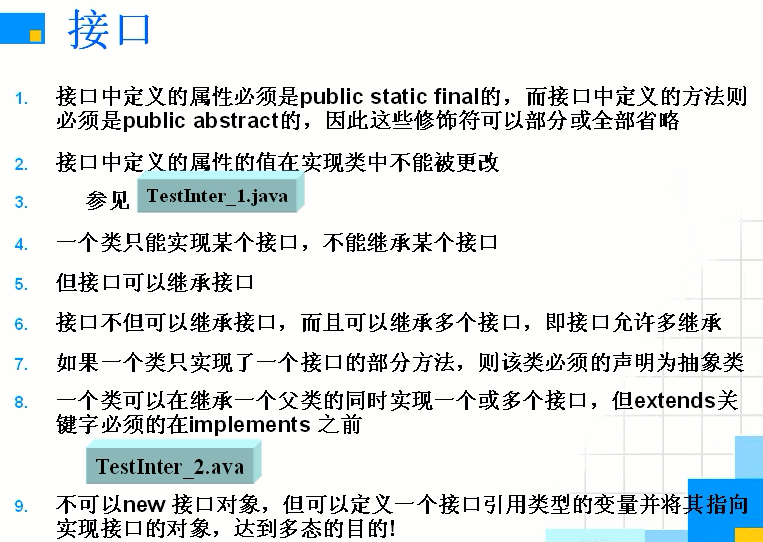 接口
1. 接口中定义的属性必须是public static final的，而接口中定义的方法则
必须是public abstract的，因此这些修饰符可以部分或全部省略
2. 接口中定义的属性的值在实现类中不能被更改
3. 参见 TestInter_1.java
4. 一个类只能实现某个接口，不能继承某个接口
5. 但接口可以继承接口
6. 接口不但可以继承接口，而且可以继承多个接口，即接口允许多继承
7. 如果一个类只实现了一个接口的部分方法，则该类必须的声明为抽象类
8. 一个类可以在继承一个父类的同时实现一个或多个接口，但extends关
键字必须的在implements 之前
TestInter_2.ava
9. 不可以new 接口对象，但可以定义一个接口引用类型的变量并将其指向
实现接口的对象，达到多态的目的!